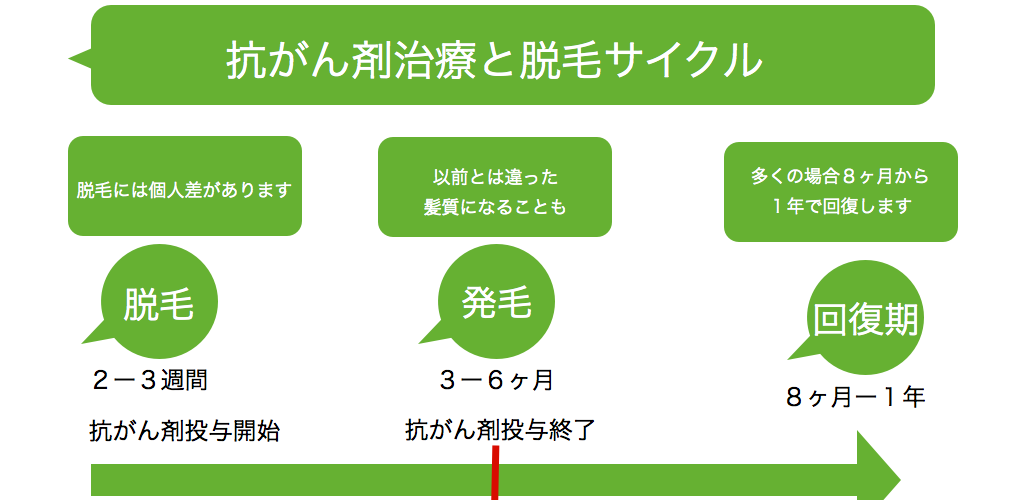 抗がん剤治療と脱毛サイクル
脱毛には個人差があります
以前とは違った
髪質になることも
多くの場合８ヶ月から
１年で回復します
脱毛
発毛
回復期
２ー３週間
３ー６ヶ月
８ヶ月ー１年
抗がん剤投与開始
抗がん剤投与終了